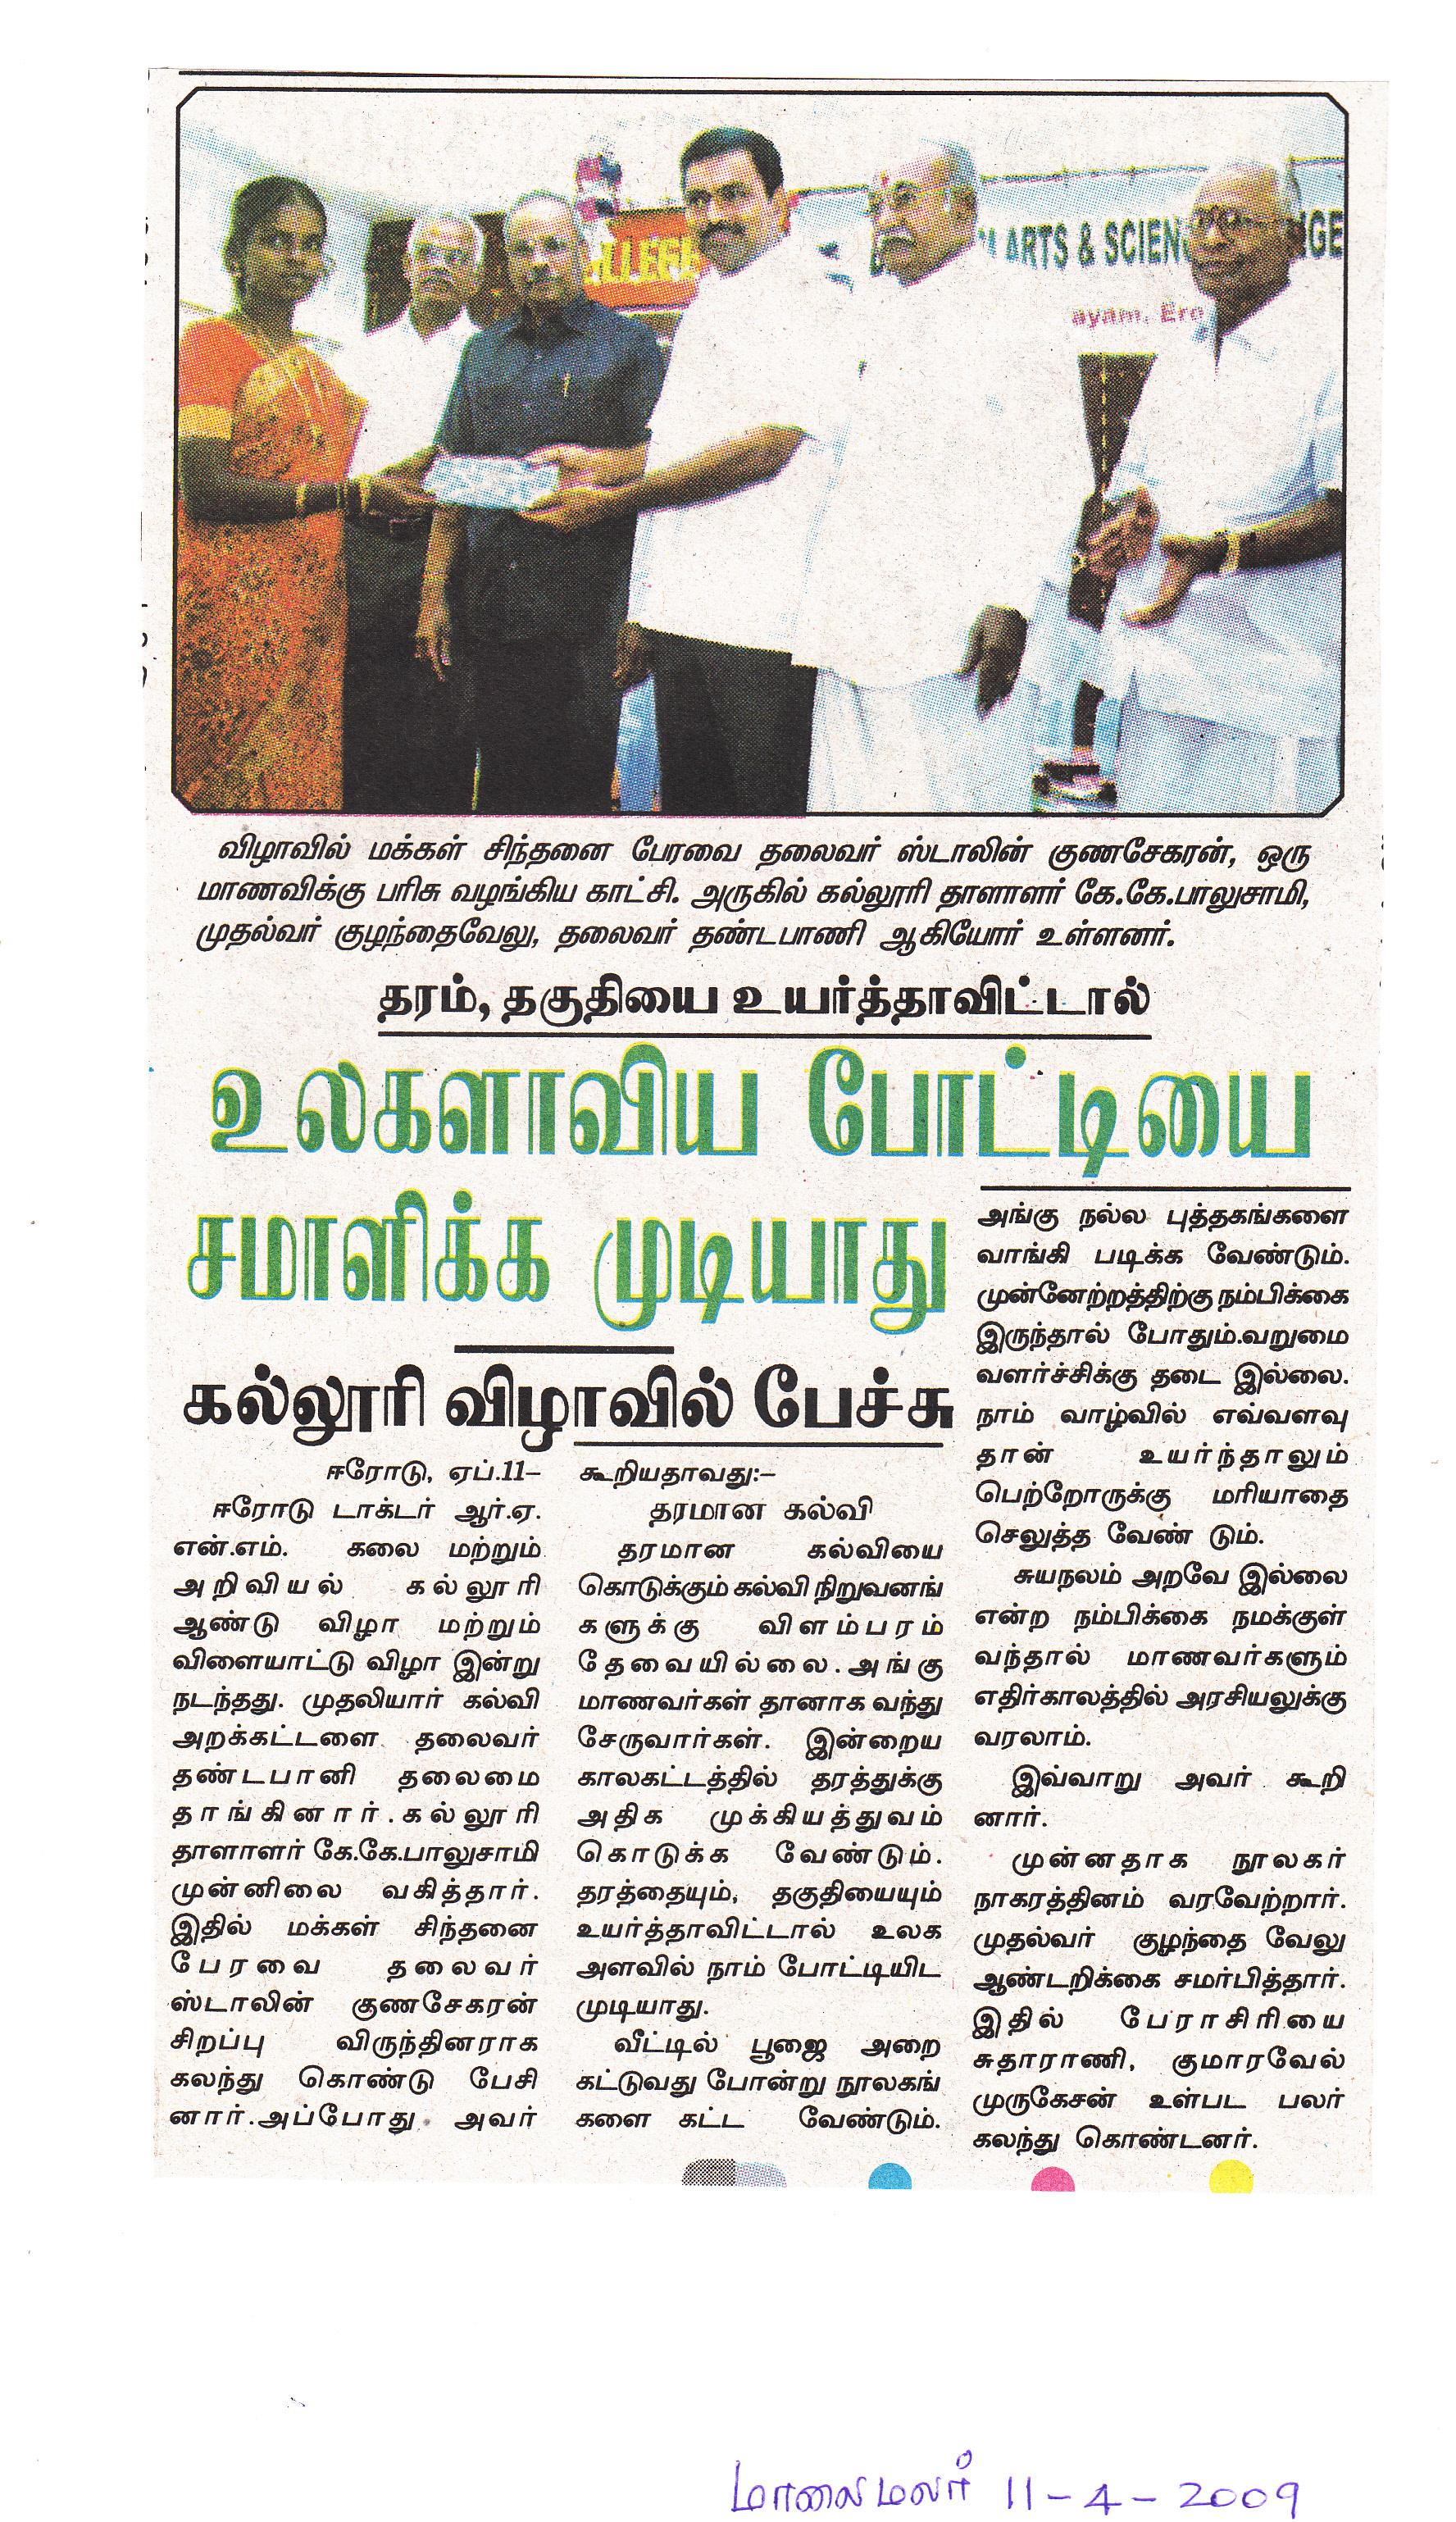 LLEGE
M ARTS & SCIEN
GE
ayam, Ero
விழாவில் மக்கள் சிந்தனை பேரவை தலைவர் ஸ்டாலின் குணசேகரன், ஒரு
மாணவிக்கு பரிசு வழங்கிய காட்சி. அருகில் கல்லூரி தாளாளர் கே.கே.பாலுசாமி,
முதல்வர் குழந்தைவேலு, தலைவர் தண்டபாணி ஆகியோர் உள்ளனர்.
தரம், தகுதியை உயர்த்தாவிட்டால்
உலகளாவிய போட்டியை
சமாளிக்க முடியாது
கல்லூரி விழாவில் பேச்சு
ஈரோடு, ஏப்.11–
ஈரோடு டாக்டர் ஆர்.ஏ.
என்.எம். கலை மற்றும்
அறிவியல் கல்லூரி
ஆண்டு விழா மற்றும்
விளையாட்டு விழா இன்று
நடந்தது. முதலியார் கல்வி
அறக்கட்டளை தலைவர்
தண்டபானி தலைமை
தாங்கினார்.கல்லூரி
தாளாளர் கே.கே.பாலுசாமி
முன்னிலை வகித்தார்.
இதில் மக்கள் சிந்தனை
பேரவை தலைவர்
ஸ்டாலின் குணசேகரன்
சிறப்பு விருந்தினராக
கலந்து கொண்டு பேசி
னார்.அப்போது அவர்
கூறியதாவது:–
தரமான கல்வி
தரமான கல்வியை
கொடுக்கும் கல்வி நிறுவனங்
களுக்கு விளம்பரம்
தேவையில்லை.அங்கு
மாணவர்கள் தானாக வந்து
சேருவார்கள். இன்றைய
காலகட்டத்தில் தரத்துக்கு
அதிக முக்கியத்துவம்
கொடுக்க வேண்டும்.
தரத்தையும், தகுதியையும்
உயர்த்தாவிட்டால் உலக
அளவில் நாம் போட்டியிட
முடியாது.
வீட்டில் பூஜை அறை
கட்டுவது போன்று நூலகங்
களை கட்ட வேண்டும்.
அங்கு நல்ல புத்தகங்களை
வாங்கி படிக்க வேண்டும்.
முன்னேற்றத்திற்கு நம்பிக்கை
இருந்தால் போதும்.வறுமை
வளர்ச்சிக்கு தடை இல்லை.
நாம் வாழ்வில் எவ்வளவு
தான் உயர்ந்தாலும்
பெற்றோருக்கு மரியாதை
செலுத்த வேண் டும்.
சுயநலம் அறவே இல்லை
என்ற நம்பிக்கை நமக்குள்
வந்தால் மாணவர்களும்
எதிர்காலத்தில் அரசியலுக்கு
வரலாம்.
இவ்வாறு அவர் கூறி
னார்.
முன்னதாக நூலகர்
நாகரத்தினம் வரவேற்றார்.
முதல்வர் குழந்தை வேலு
ஆண்டறிக்கை சமர்பித்தார்.
இதில் பேராசிரியை
சுதாராணி, குமாரவேல்
முருகேசன் உள்பட பலர்
கலந்து கொண்டனர்.
மாலைமலர் 11-4-2009